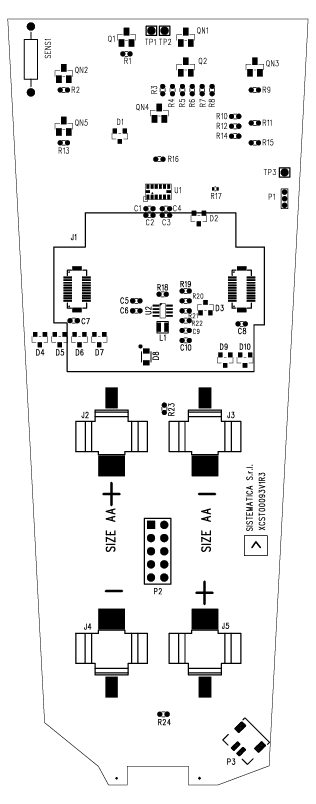 Q1
TP1 TP2
QN1
R1
SENS1
QN2
R2
Q2
QN3
R3
R4
R5
R6
R7
R8
R9
QN4
QN5
R13
D1
R10
R12
R14
R11
R15
R16
TP3
U1
R17
P1
C1
C4
C2
C3
D2
J1
R18
R19
R20
C5
C6
U2
D3
R21
R22
C7
C8
L1
C9
C10
D4 D5 D6 D7
D8
D9 D10
R23
J2
J3
+
−
SIZE AA
SIZE AA
SISTEMATICA S.r.l.
XCST00093V1R3
>
P2
−
+
J4
J5
R24
P3